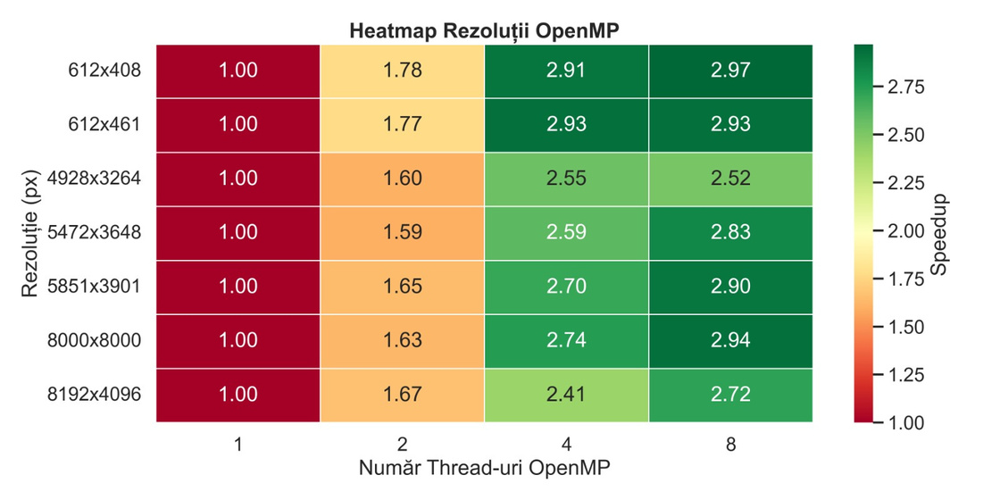 Heatmap Rezoluții OpenMP
Rezoluție (px)
612x408 1.00 1.78 2.91 2.97
612x461 1.00 1.77 2.93 2.93
4928x3264 1.00 1.60 2.55 2.52
5472x3648 1.00 1.59 2.59 2.83
5851x3901 1.00 1.65 2.70 2.90
8000x8000 1.00 1.63 2.74 2.94
8192x4096 1.00 1.67 2.41 2.72
1 2 4 8
Număr Thread-uri OpenMP
2.75
2.50
2.25
2.00
1.75
1.50
1.25
1.00
Speedup